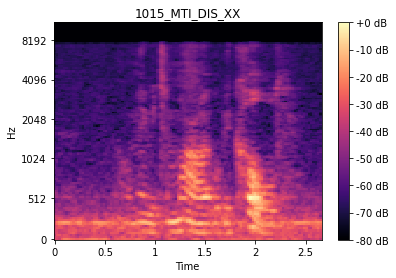 1015_MTI_DIS_XX
+0 dB
8192
-10 dB
4096
-20 dB
-30 dB
2048
Hz
-40 dB
1024
-50 dB
512
-60 dB
-70 dB
0
-80 dB
0 0.5 1 1.5 2 2.5
Time